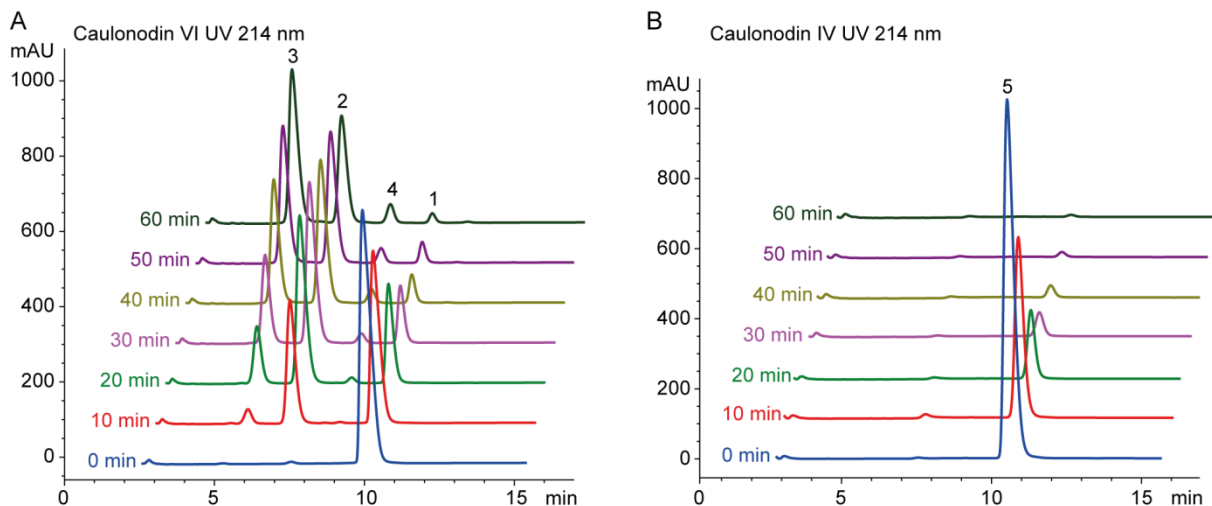 A
Caulonodin VI UV 214 nm
mAU
1000
800
600
400
200
0
3
2
4
1
60 min
50 min
40 min
30 min
20 min
10 min
0 min
0 5 10 15 min
B
Caulonodin IV UV 214 nm
mAU
1000
800
600
400
200
0
5
60 min
50 min
40 min
30 min
20 min
10 min
0 min
0 5 10 15 min